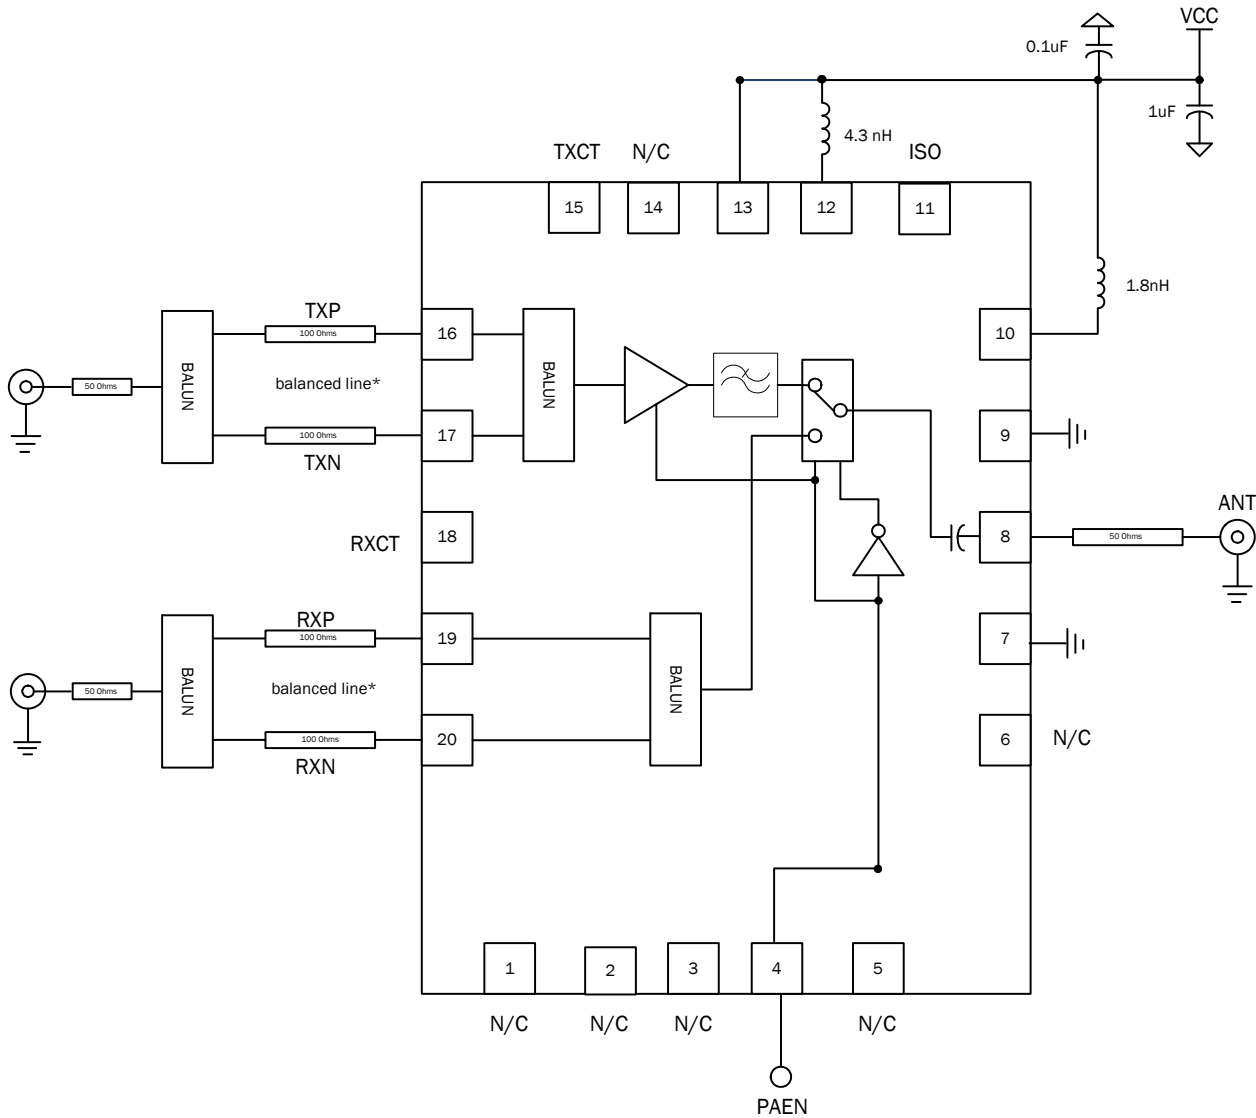 VCC
0.1uF
1uF
4.3 nH
TXCT N/C ISO
15 14 13 12 11
1.8nH
TXP
100 Ohms
16
10
BALUN
BALUN
50 Ohms
balanced line*
100 Ohms
17
9
TXN
ANT
RXCT
18
8
50 Ohms
RXP
100 Ohms
19
7
BALUN
BALUN
50 Ohms
balanced line*
100 Ohms
20
6
N/C
RXN
1 2 3 4 5
N/C N/C N/C N/C
PAEN